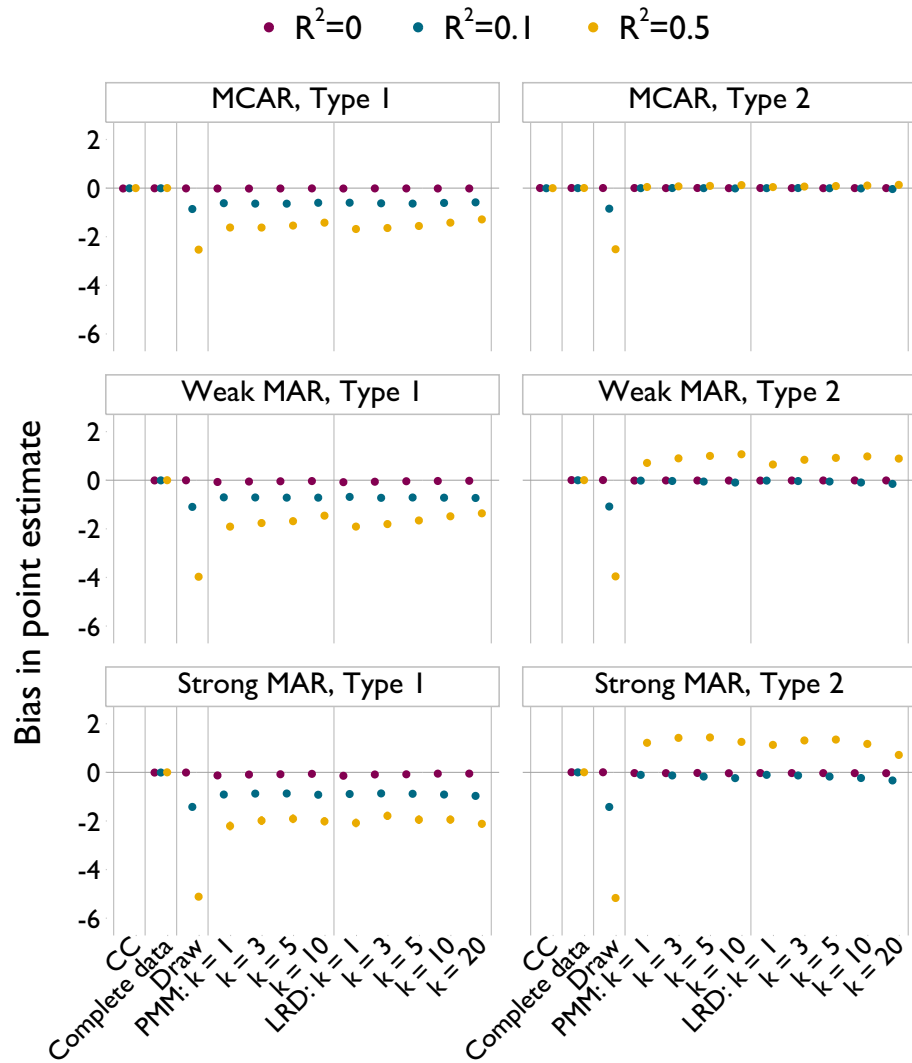 R²=0 R²=0.1 R²=0.5
MCAR, Type 1 MCAR, Type 2
2
0
-2
-4
-6
Weak MAR, Type 1 Weak MAR, Type 2
2
0
-2
-4
-6
Strong MAR, Type 1 Strong MAR, Type 2
2
0
-2
-4
-6
Bias in point estimate
CC
Complete data
Draw
PMM: k = 1
k = 3
k = 5
k = 10
LRD: k = 1
k = 3
k = 5
k = 10
k = 20
CC
Complete data
Draw
PMM: k = 1
k = 3
k = 5
k = 10
LRD: k = 1
k = 3
k = 5
k = 10
k = 20